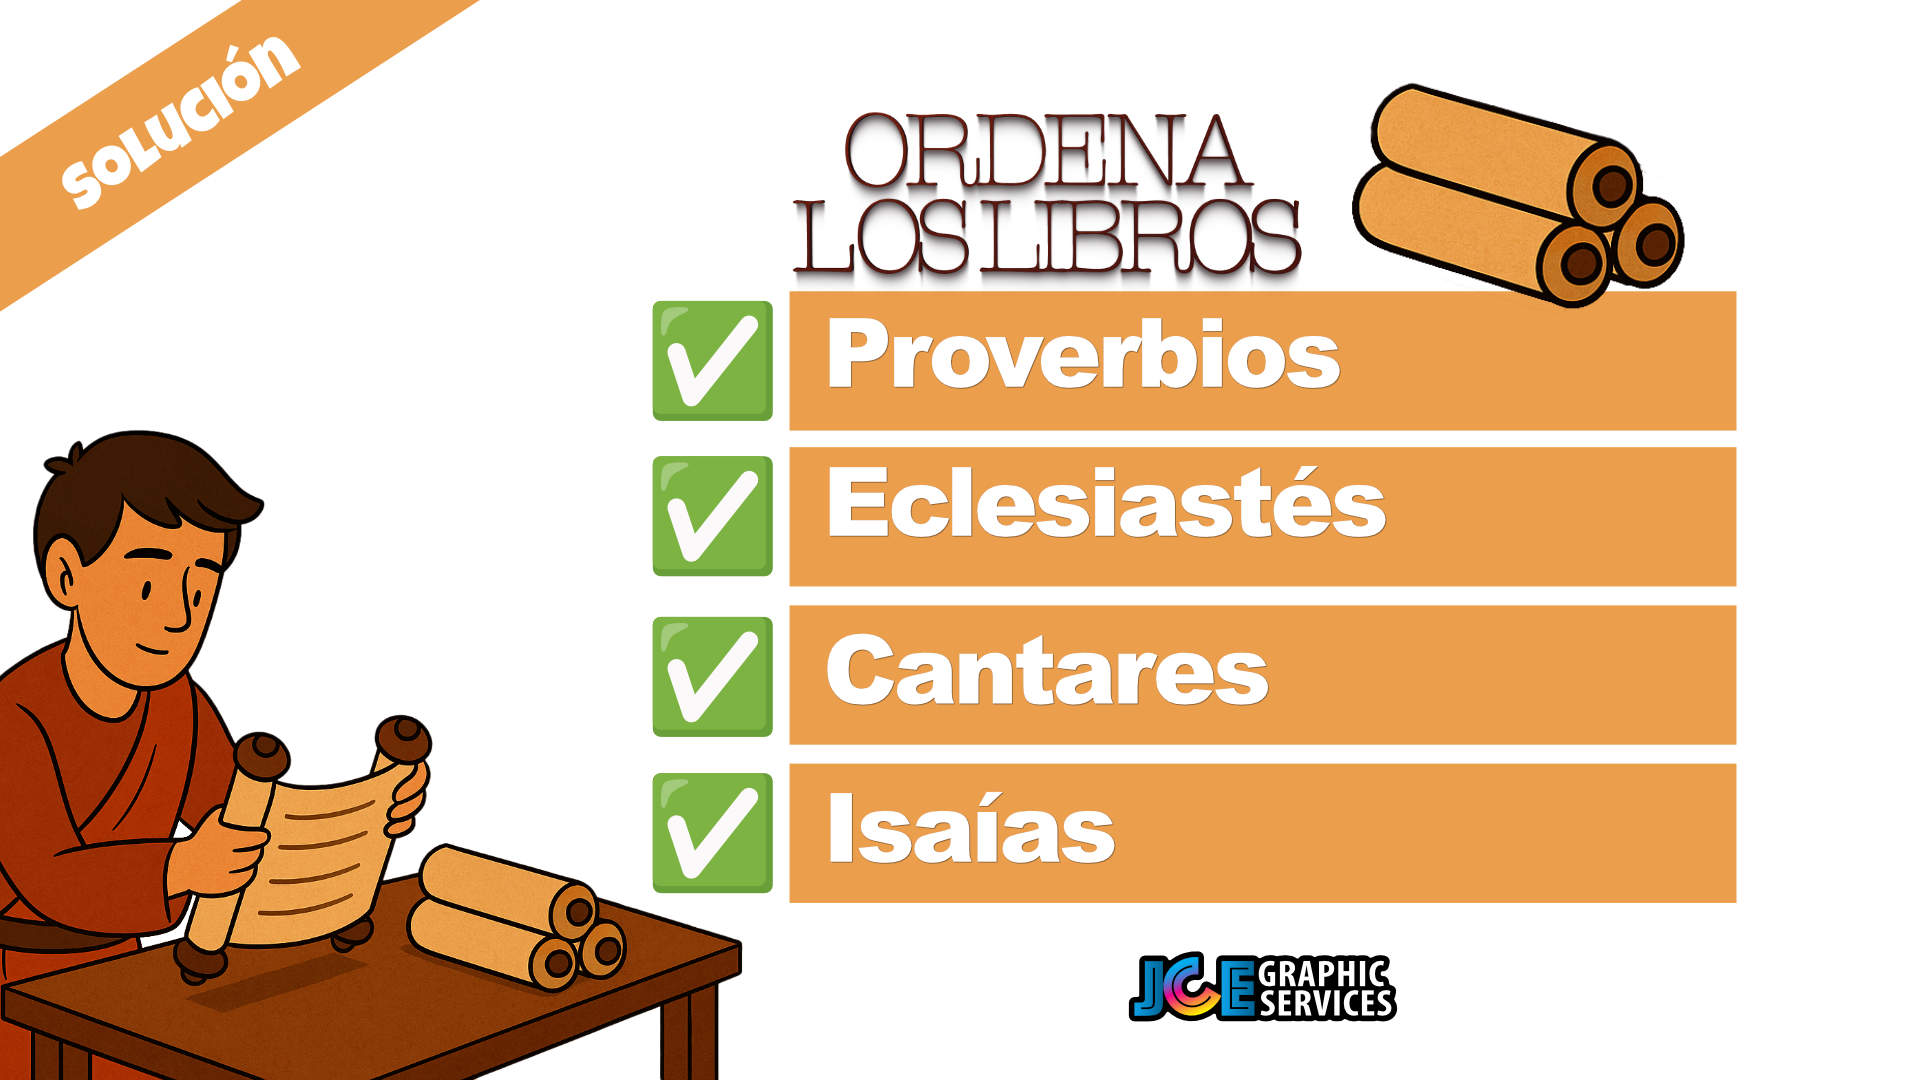 Solución
ORDENA
LOS LIBROS
Proverbios
Eclesiastés
Cantares
Isaías
JCE GRAPHIC
SERVICES